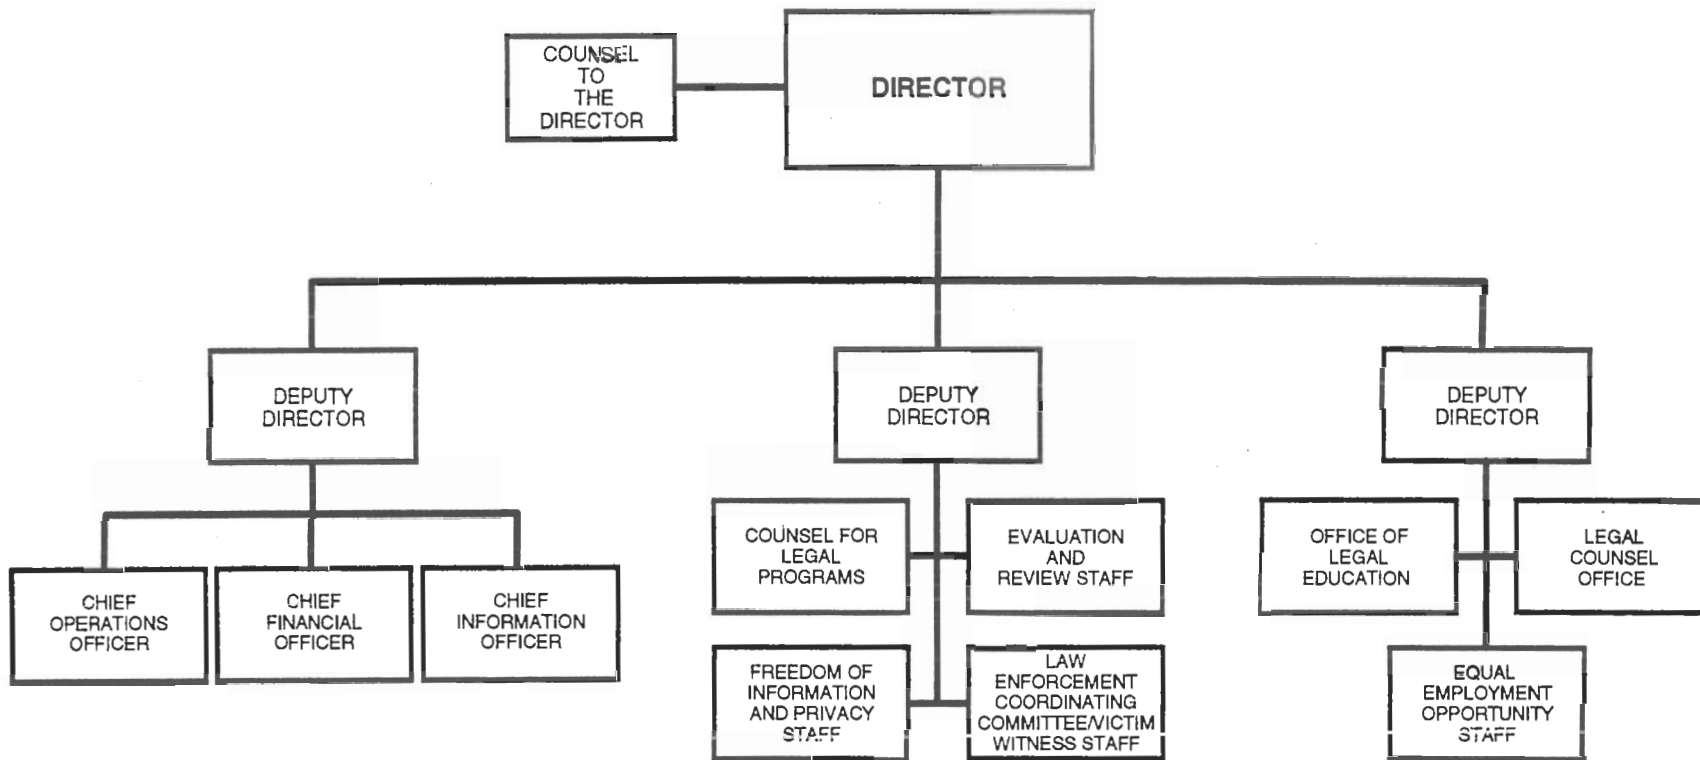 COUNSEL
TO
THE
DIRECTOR
DIRECTOR
DEPUTY
DIRECTOR
DEPUTY
DIRECTOR
DEPUTY
DIRECTOR
CHIEF
OPERATIONS
OFFICER
CHIEF
FINANCIAL
OFFICER
CHIEF
INFORMATION
OFFICER
COUNSEL FOR
LEGAL
PROGRAMS
EVALUATION
AND
REVIEW STAFF
FREEDOM OF
INFORMATION
AND PRIVACY
STAFF
LAW
ENFORCEMENT
COORDINATING
COMMITTEE/VICTIM
WITNESS STAFF
OFFICE OF
LEGAL
EDUCATION
LEGAL
COUNSEL
OFFICE
EQUAL
EMPLOYMENT
OPPORTUNITY
STAFF